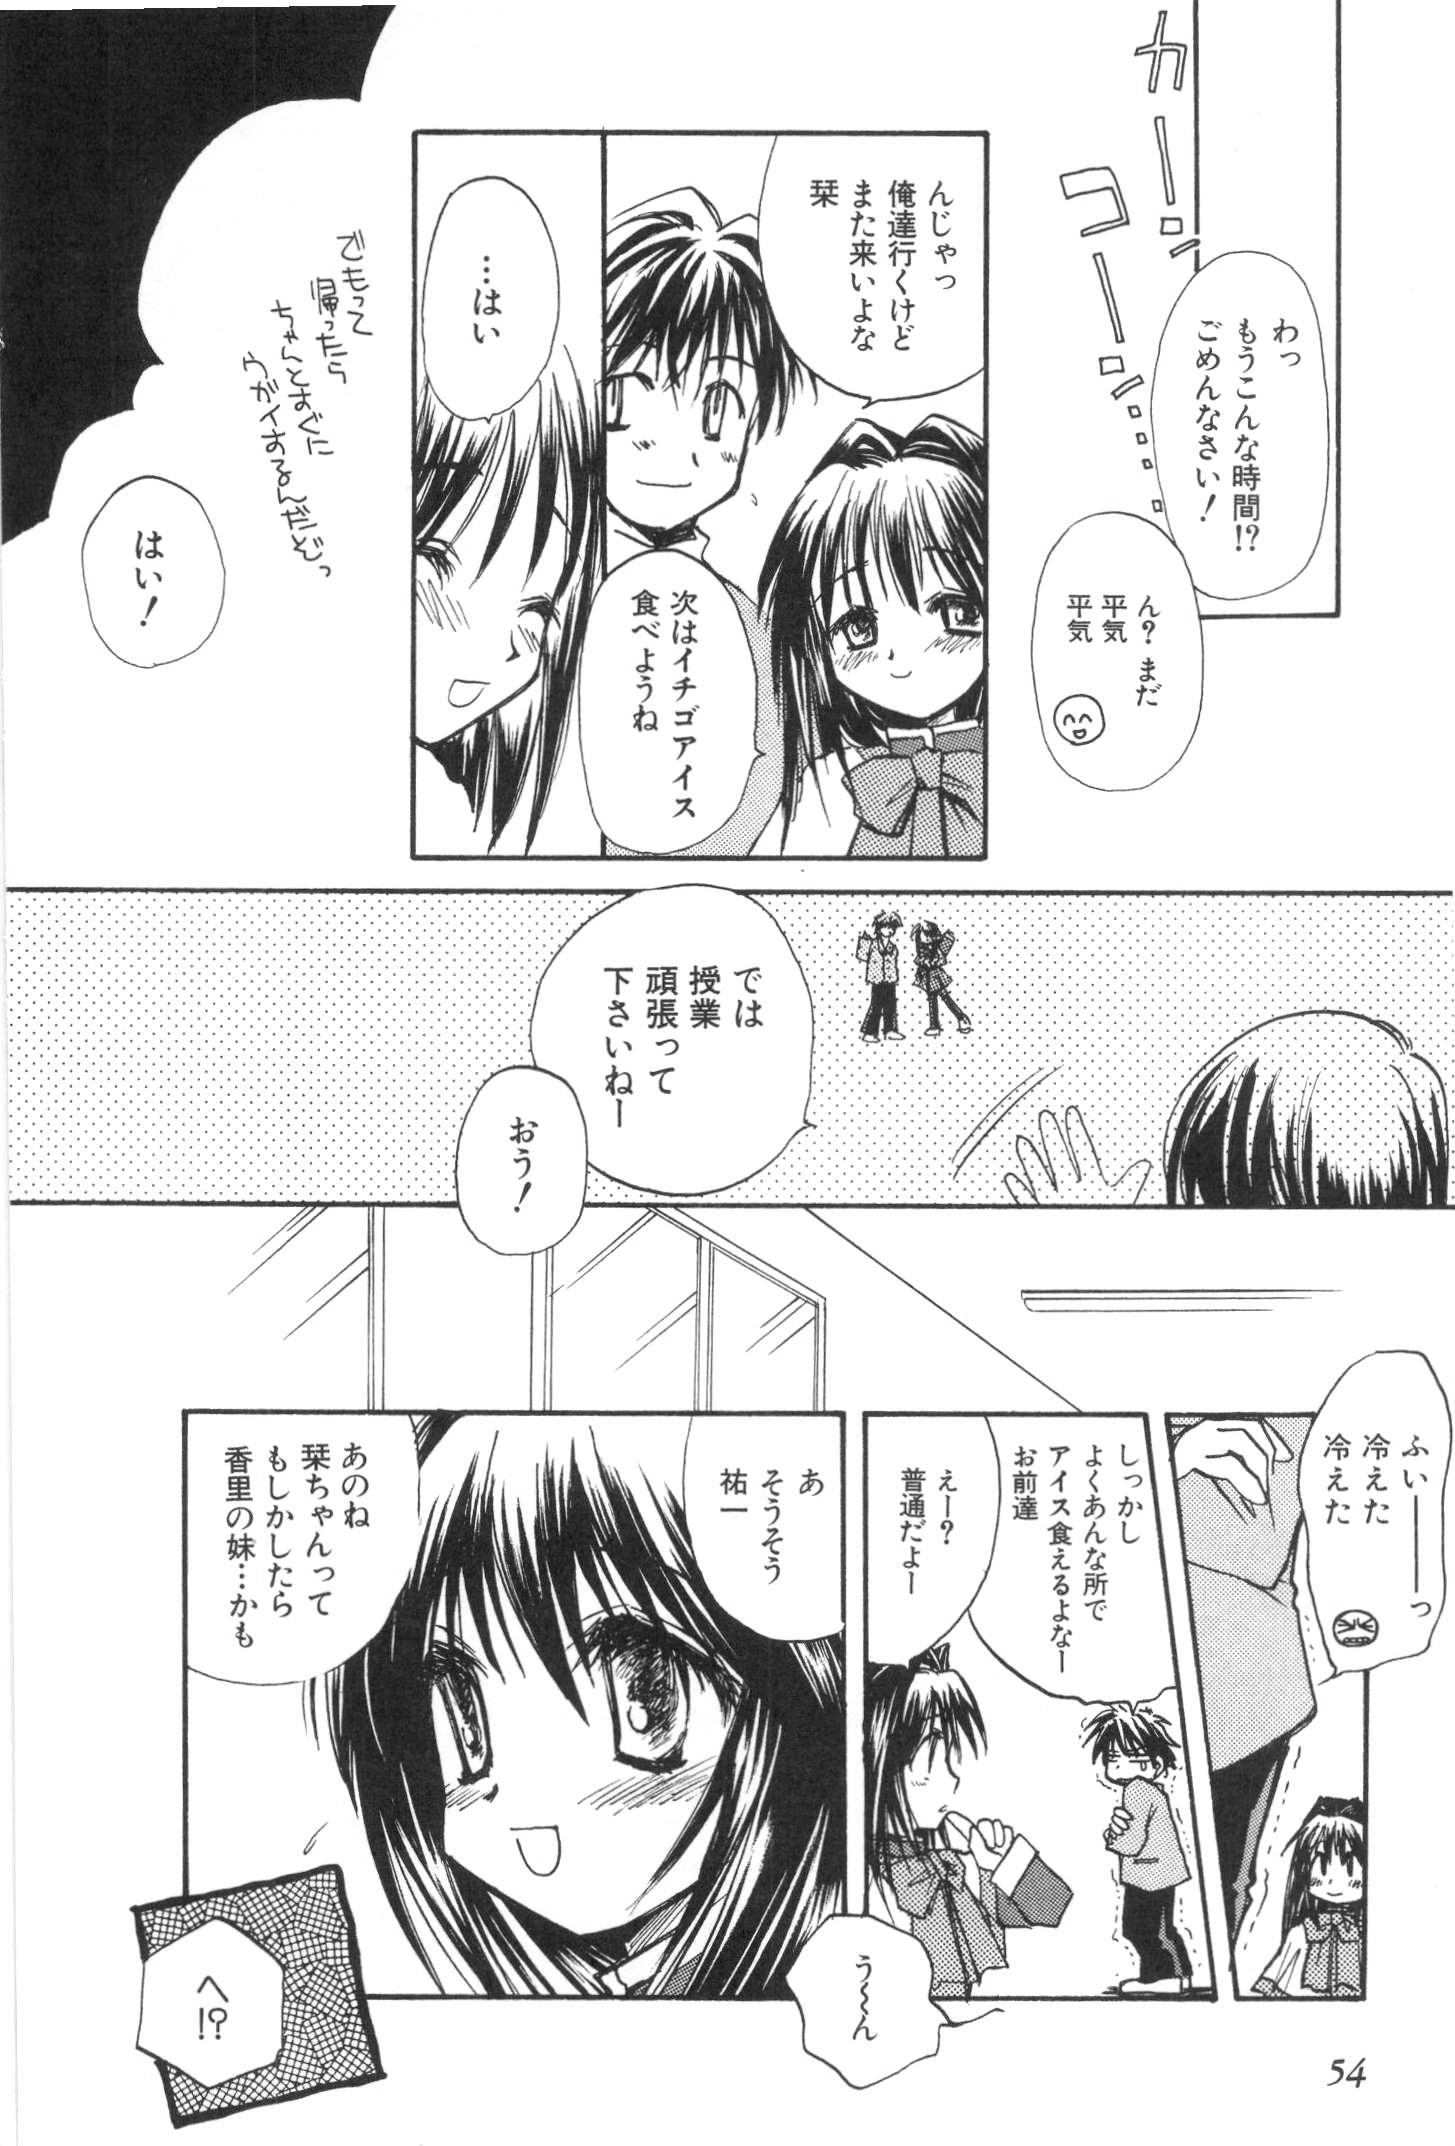 カーン
コーン
わっ
もうこんな時間!?
ごめんなさい!
ん?まだ
平気
平気
んじゃっ
俺達行くけど
また来いよな
栞
次はイチゴアイス
食べようね
…はい
でもって
帰ったら
ちゃんとすぐに
ウガイするんだぞっ
はい!
では
授業
頑張って
下さいねー
おう!
ふぃーーっ
冷えた
冷えた
しっかし
よくあんな所で
アイス食えるよなー
お前達
えー?
普通だよー
う〜ん
あ
そうそう
祐一
あのね
栞ちゃんって
もしかしたら
香里の妹…かも
へ!?
54